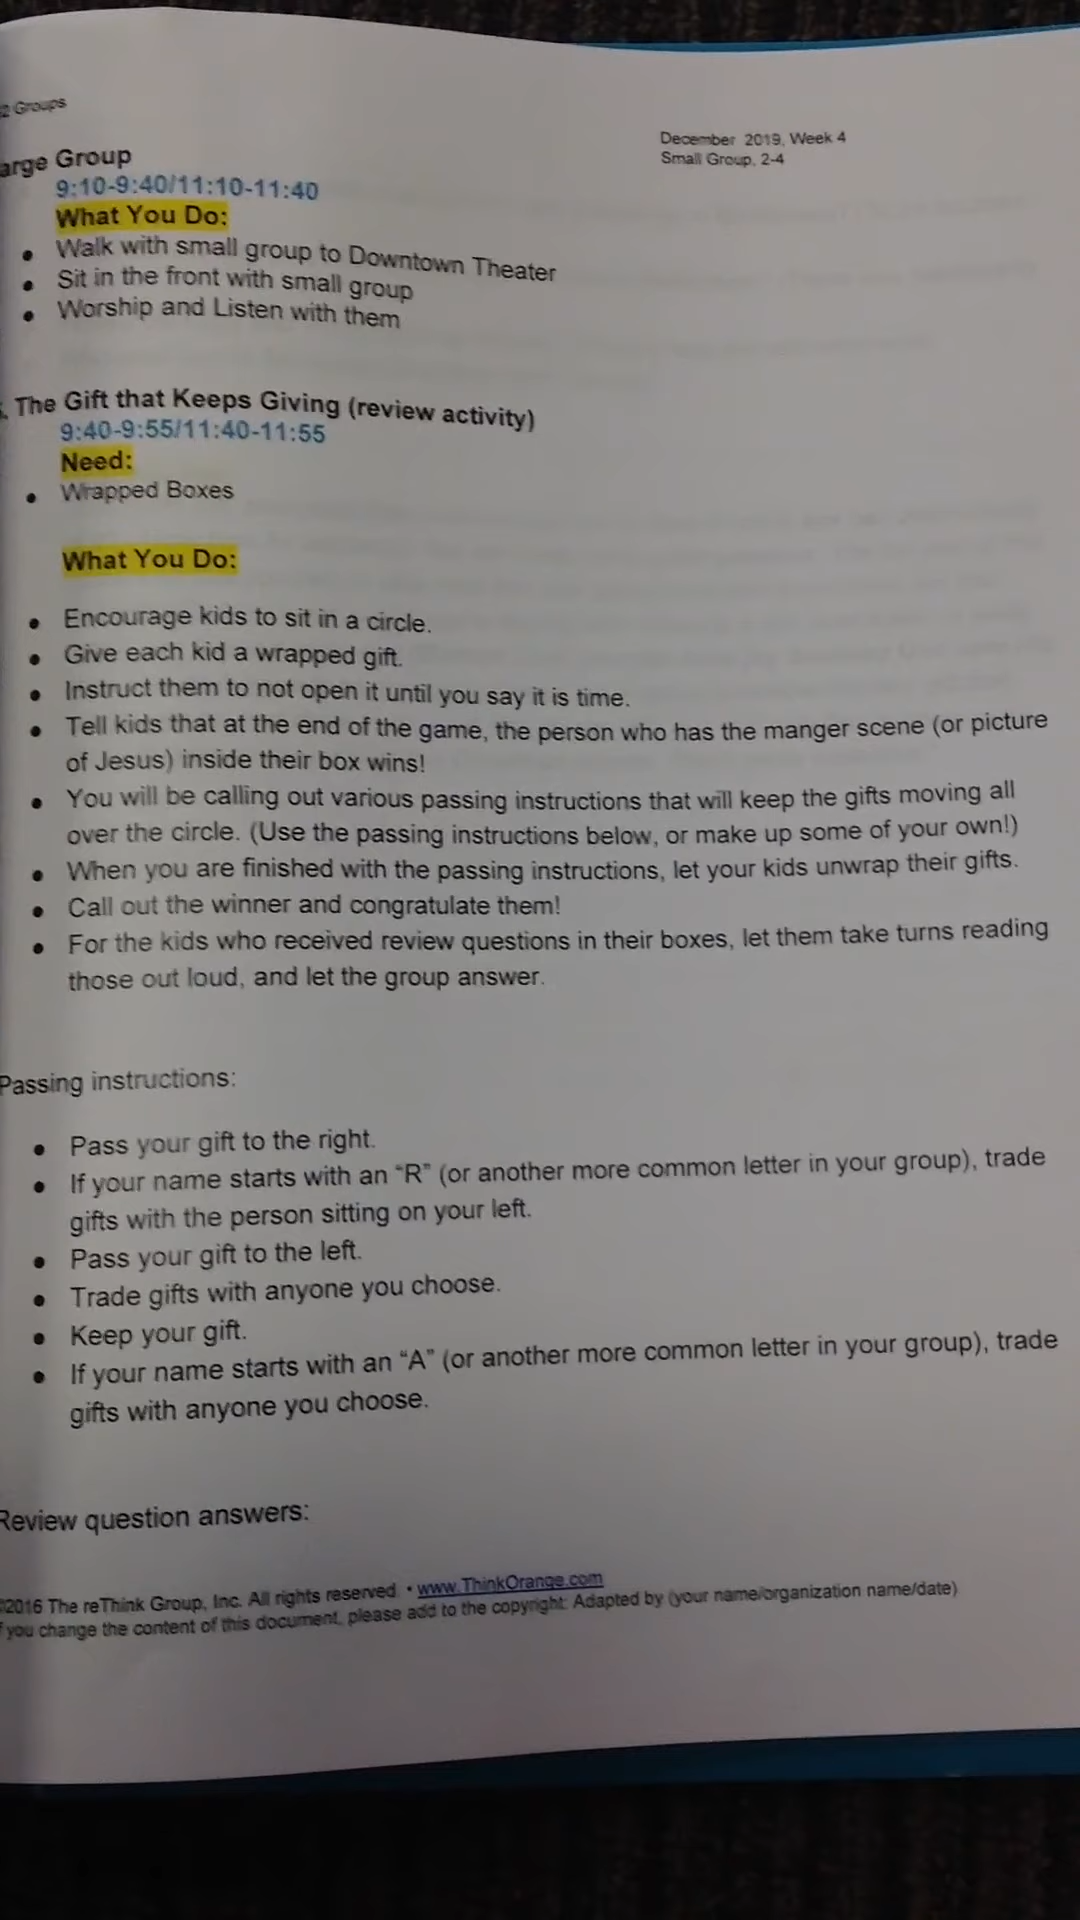 Groups
December 2019, Week 4
Small Group, 2-4
arge Group
9:10-9:40/11:10-11:40
What You Do:
• Walk with small group to Downtown Theater
• Sit in the front with small group
• Worship and Listen with them
. The Gift that Keeps Giving (review activity)
9:40-9:55/11:40-11:55
Need:
• Wrapped Boxes
What You Do:
• Encourage kids to sit in a circle.
• Give each kid a wrapped gift.
• Instruct them to not open it until you say it is time.
• Tell kids that at the end of the game, the person who has the manger scene (or picture
of Jesus) inside their box wins!
• You will be calling out various passing instructions that will keep the gifts moving all
over the circle. (Use the passing instructions below, or make up some of your own!)
• When you are finished with the passing instructions, let your kids unwrap their gifts.
• Call out the winner and congratulate them!
• For the kids who received review questions in their boxes, let them take turns reading
those out loud, and let the group answer.
Passing instructions:
• Pass your gift to the right.
• If your name starts with an “R” (or another more common letter in your group), trade
gifts with the person sitting on your left.
• Pass your gift to the left.
• Trade gifts with anyone you choose.
• Keep your gift.
• If your name starts with an “A” (or another more common letter in your group), trade
gifts with anyone you choose.
Review question answers:
©2016 The reThink Group, Inc. All rights reserved. • www.ThinkOrange.com
f you change the content of this document, please add to the copyright: Adapted by (your name/organization name/date)